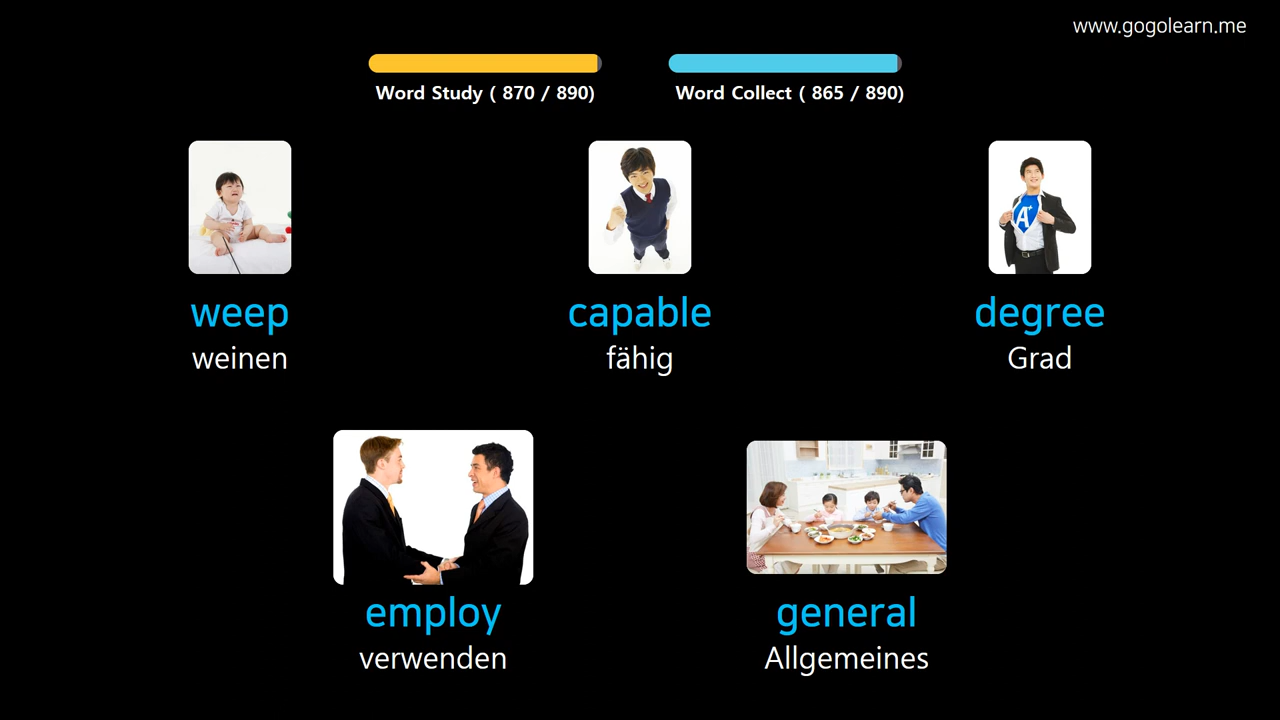 www.gogolearn.me
Word Study ( 870 / 890)
Word Collect ( 865 / 890)
A+
weep
weinen
capable
fähig
degree
Grad
employ
verwenden
general
Allgemeines